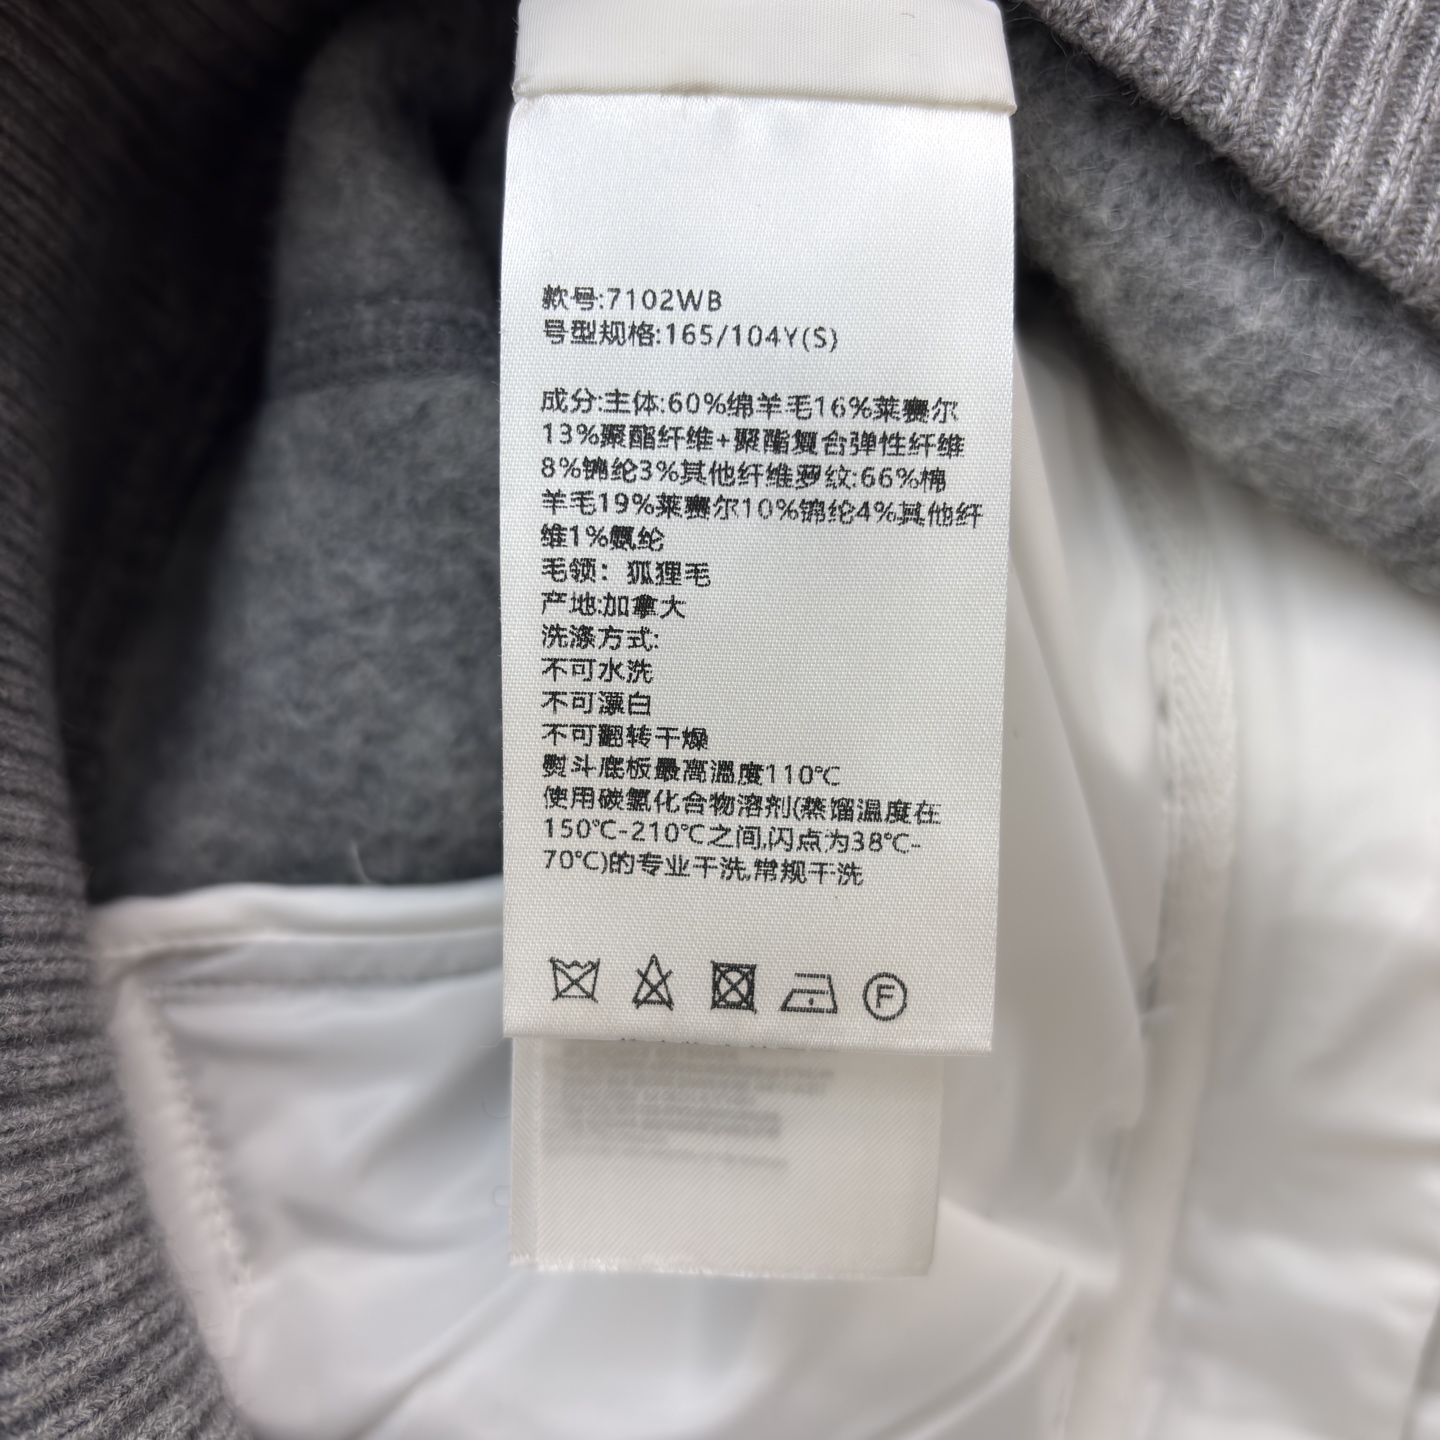 款号:7102WB
号型规格:165/104Y(S)
成分:主体:60%绵羊毛16%莱赛尔
13%聚酯纤维+聚酯复合弹性纤维
8%锦纶3%其他纤维萝纹:66%棉
羊毛19%莱赛尔10%锦纶4%其他纤
维1%氨纶
毛领：狐狸毛
产地:加拿大
洗涤方式:
不可水洗
不可漂白
不可翻转干燥
熨斗底板最高温度110℃
使用碳氢化合物溶剂(蒸馏温度在
150℃-210℃之间,闪点为38℃-
70℃)的专业干洗,常规干洗
F